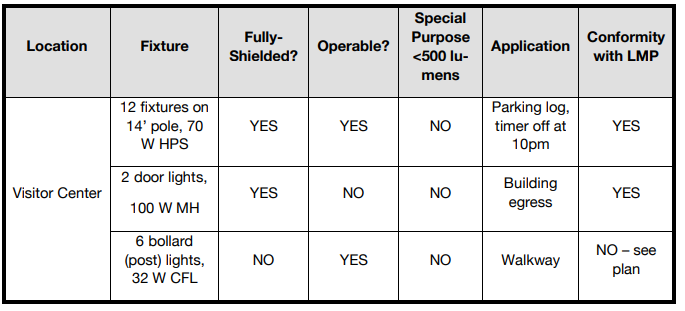 Location
Fixture
Fully-
Shielded?
Operable?
Special
Purpose
<500 lu-
mens
Application
Conformity
with LMP
Visitor Center
12 fixtures on
14’ pole, 70
W HPS
YES
YES
NO
Parking log,
timer off at
10pm
YES
2 door lights,
100 W MH
YES
NO
NO
Building
egress
YES
6 bollard
(post) lights,
32 W CFL
NO
YES
NO
Walkway
NO – see
plan